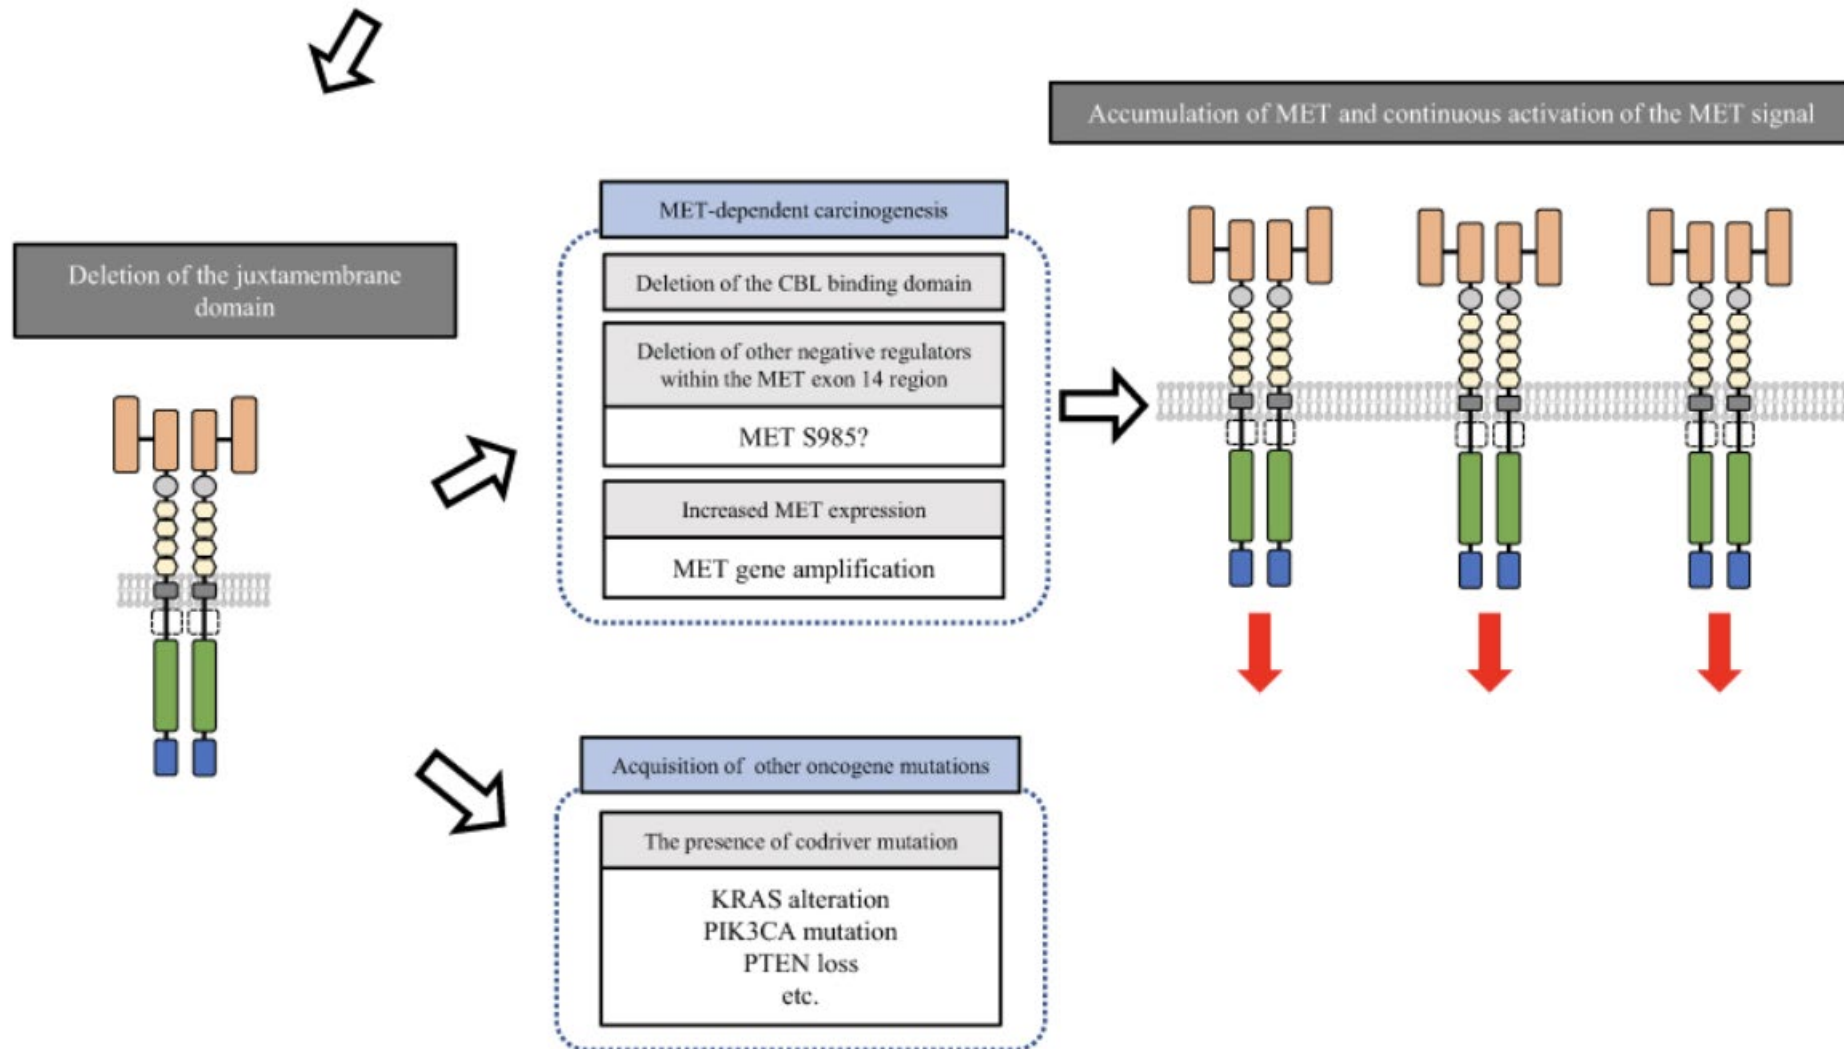 Accumulation of MET and continuous activation of the MET signal
MET-dependent carcinogenesis
Deletion of the juxtamembrane
domain
Deletion of the CBL binding domain
Deletion of other negative regulators
within the MET exon 14 region
MET S985?
Increased MET expression
MET gene amplification
Acquisition of other oncogene mutations
The presence of codriver mutation
KRAS alteration
PIK3CA mutation
PTEN loss
etc.